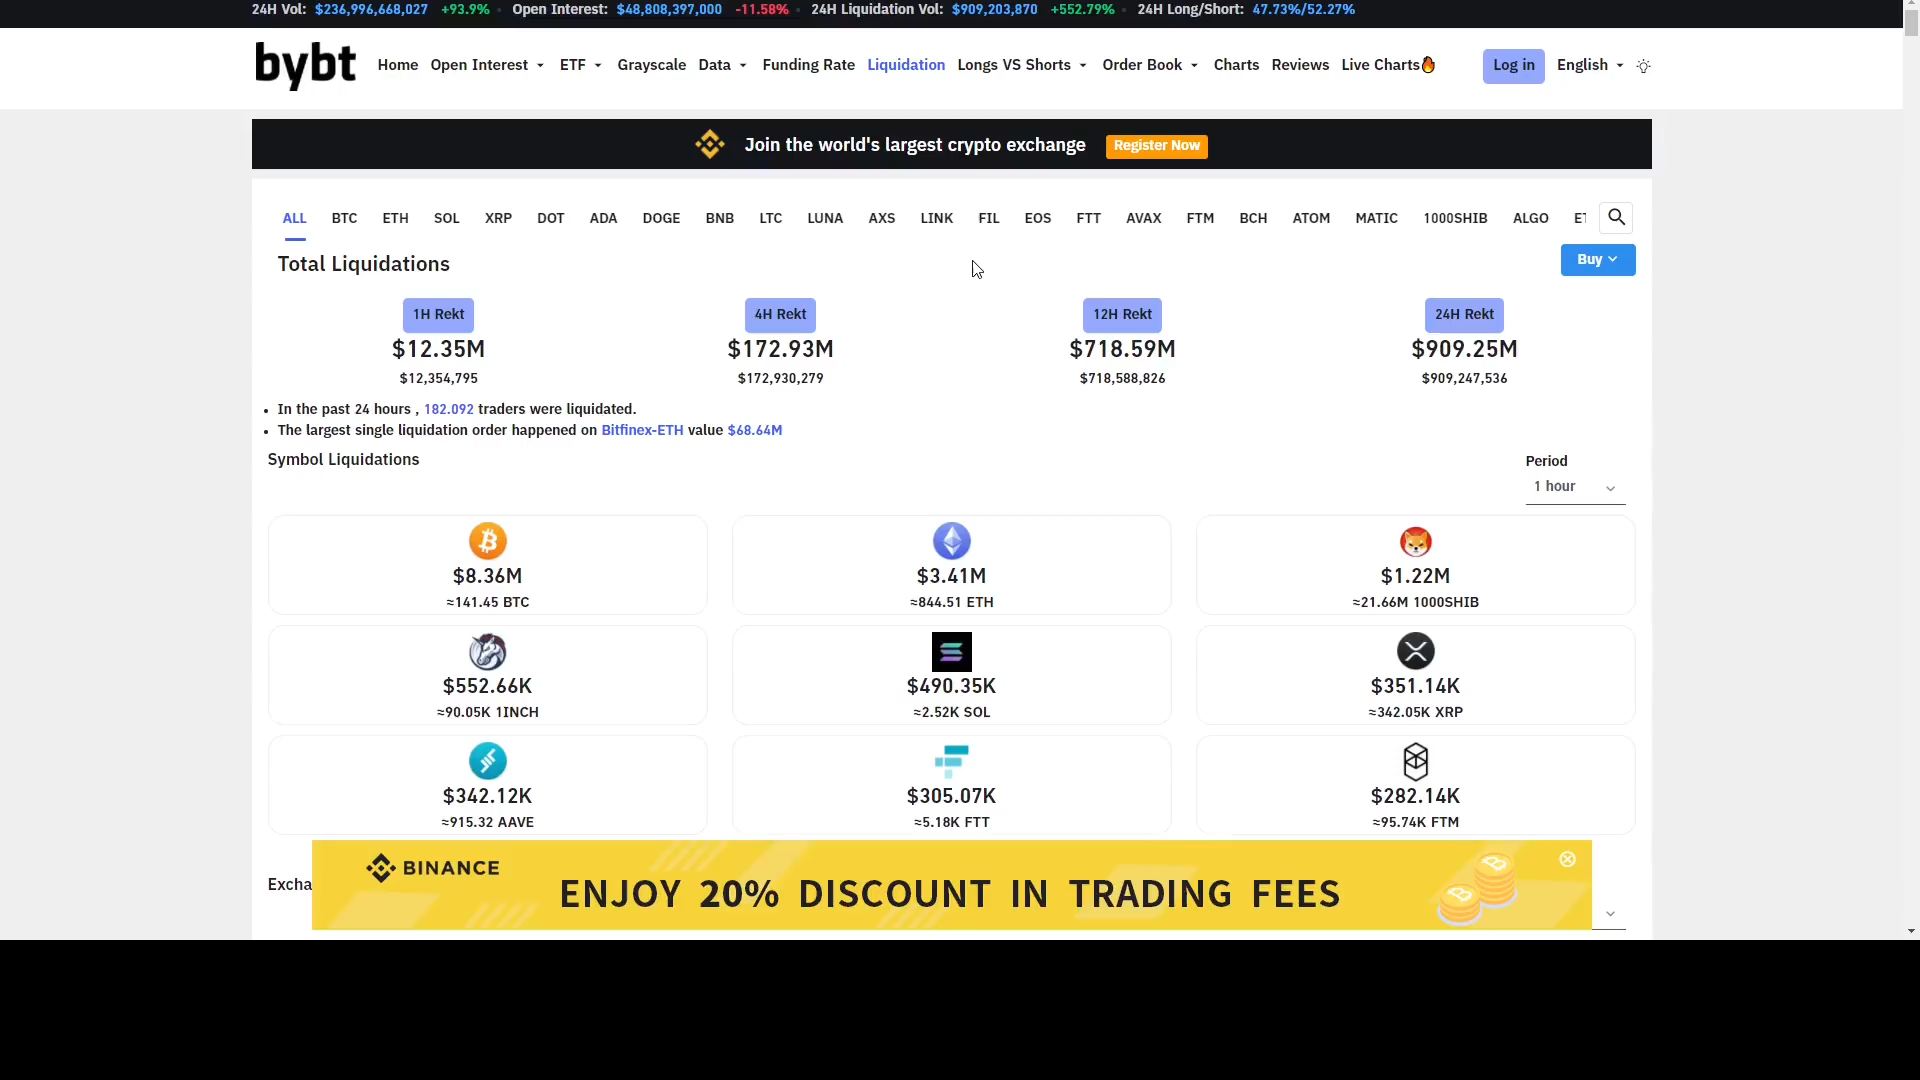 24H Vol: $236,996,668,027 +93.9% Open Interest: $48,808,397,000 -11.58% 24H Liquidation Vol: $909,203,870 +552.79% 24H Long/Short: 47.73%/52.27%
bybt Home Open Interest ETF Grayscale Data Funding Rate Liquidation Longs VS Shorts Order Book Charts Reviews Live Charts Log in English
Join the world's largest crypto exchange Register Now
ALL BTC ETH SOL XRP DOT ADA DOGE BNB LTC LUNA AXS LINK FIL EOS FTT AVAX FTM BCH ATOM MATIC 1000SHIB ALGO
Total Liquidations Buy
1H Rekt 4H Rekt 12H Rekt 24H Rekt
$12.35M $172.93M $718.59M $909.25M
$12,354,795 $172,930,279 $718,588,826 $909,247,536
In the past 24 hours , 182.092 traders were liquidated.
The largest single liquidation order happened on Bitfinex-ETH value $68.64M
Symbol Liquidations Period
1 hour
$8.36M $3.41M $1.22M
≈141.45 BTC ≈844.51 ETH ≈21.66M 1000SHIB
$552.66K $490.35K $351.14K
≈90.05K 1INCH ≈2.52K SOL ≈342.05K XRP
$342.12K $305.07K $282.14K
≈915.32 AAVE ≈5.18K FTT ≈95.74K FTM
Excha
BINANCE
ENJOY 20% DISCOUNT IN TRADING FEES